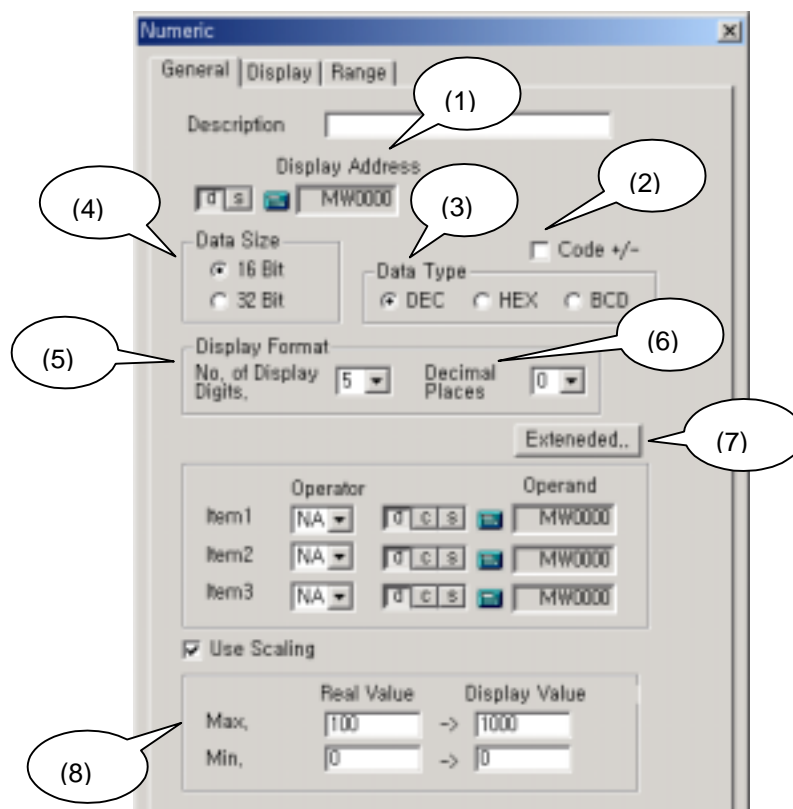 Numeric
General Display Range
(1)
Description
Display Address
(2)
(4)
d s MW0000
(3)
Data Size
Code +/-
16 Bit
Data Type
32 Bit
DEC HEX BCD
(6)
(5)
Display Format
No, of Display Digits,
5
Decimal Places
0
Exteneded..
(7)
Operator Operand
Item1 NA d c s MW0000
Item2 NA d c s MW0000
Item3 NA d c s MW0000
Use Scaling
Real Value Display Value
Max, 100 -> 1000
Min, 0 -> 0
(8)